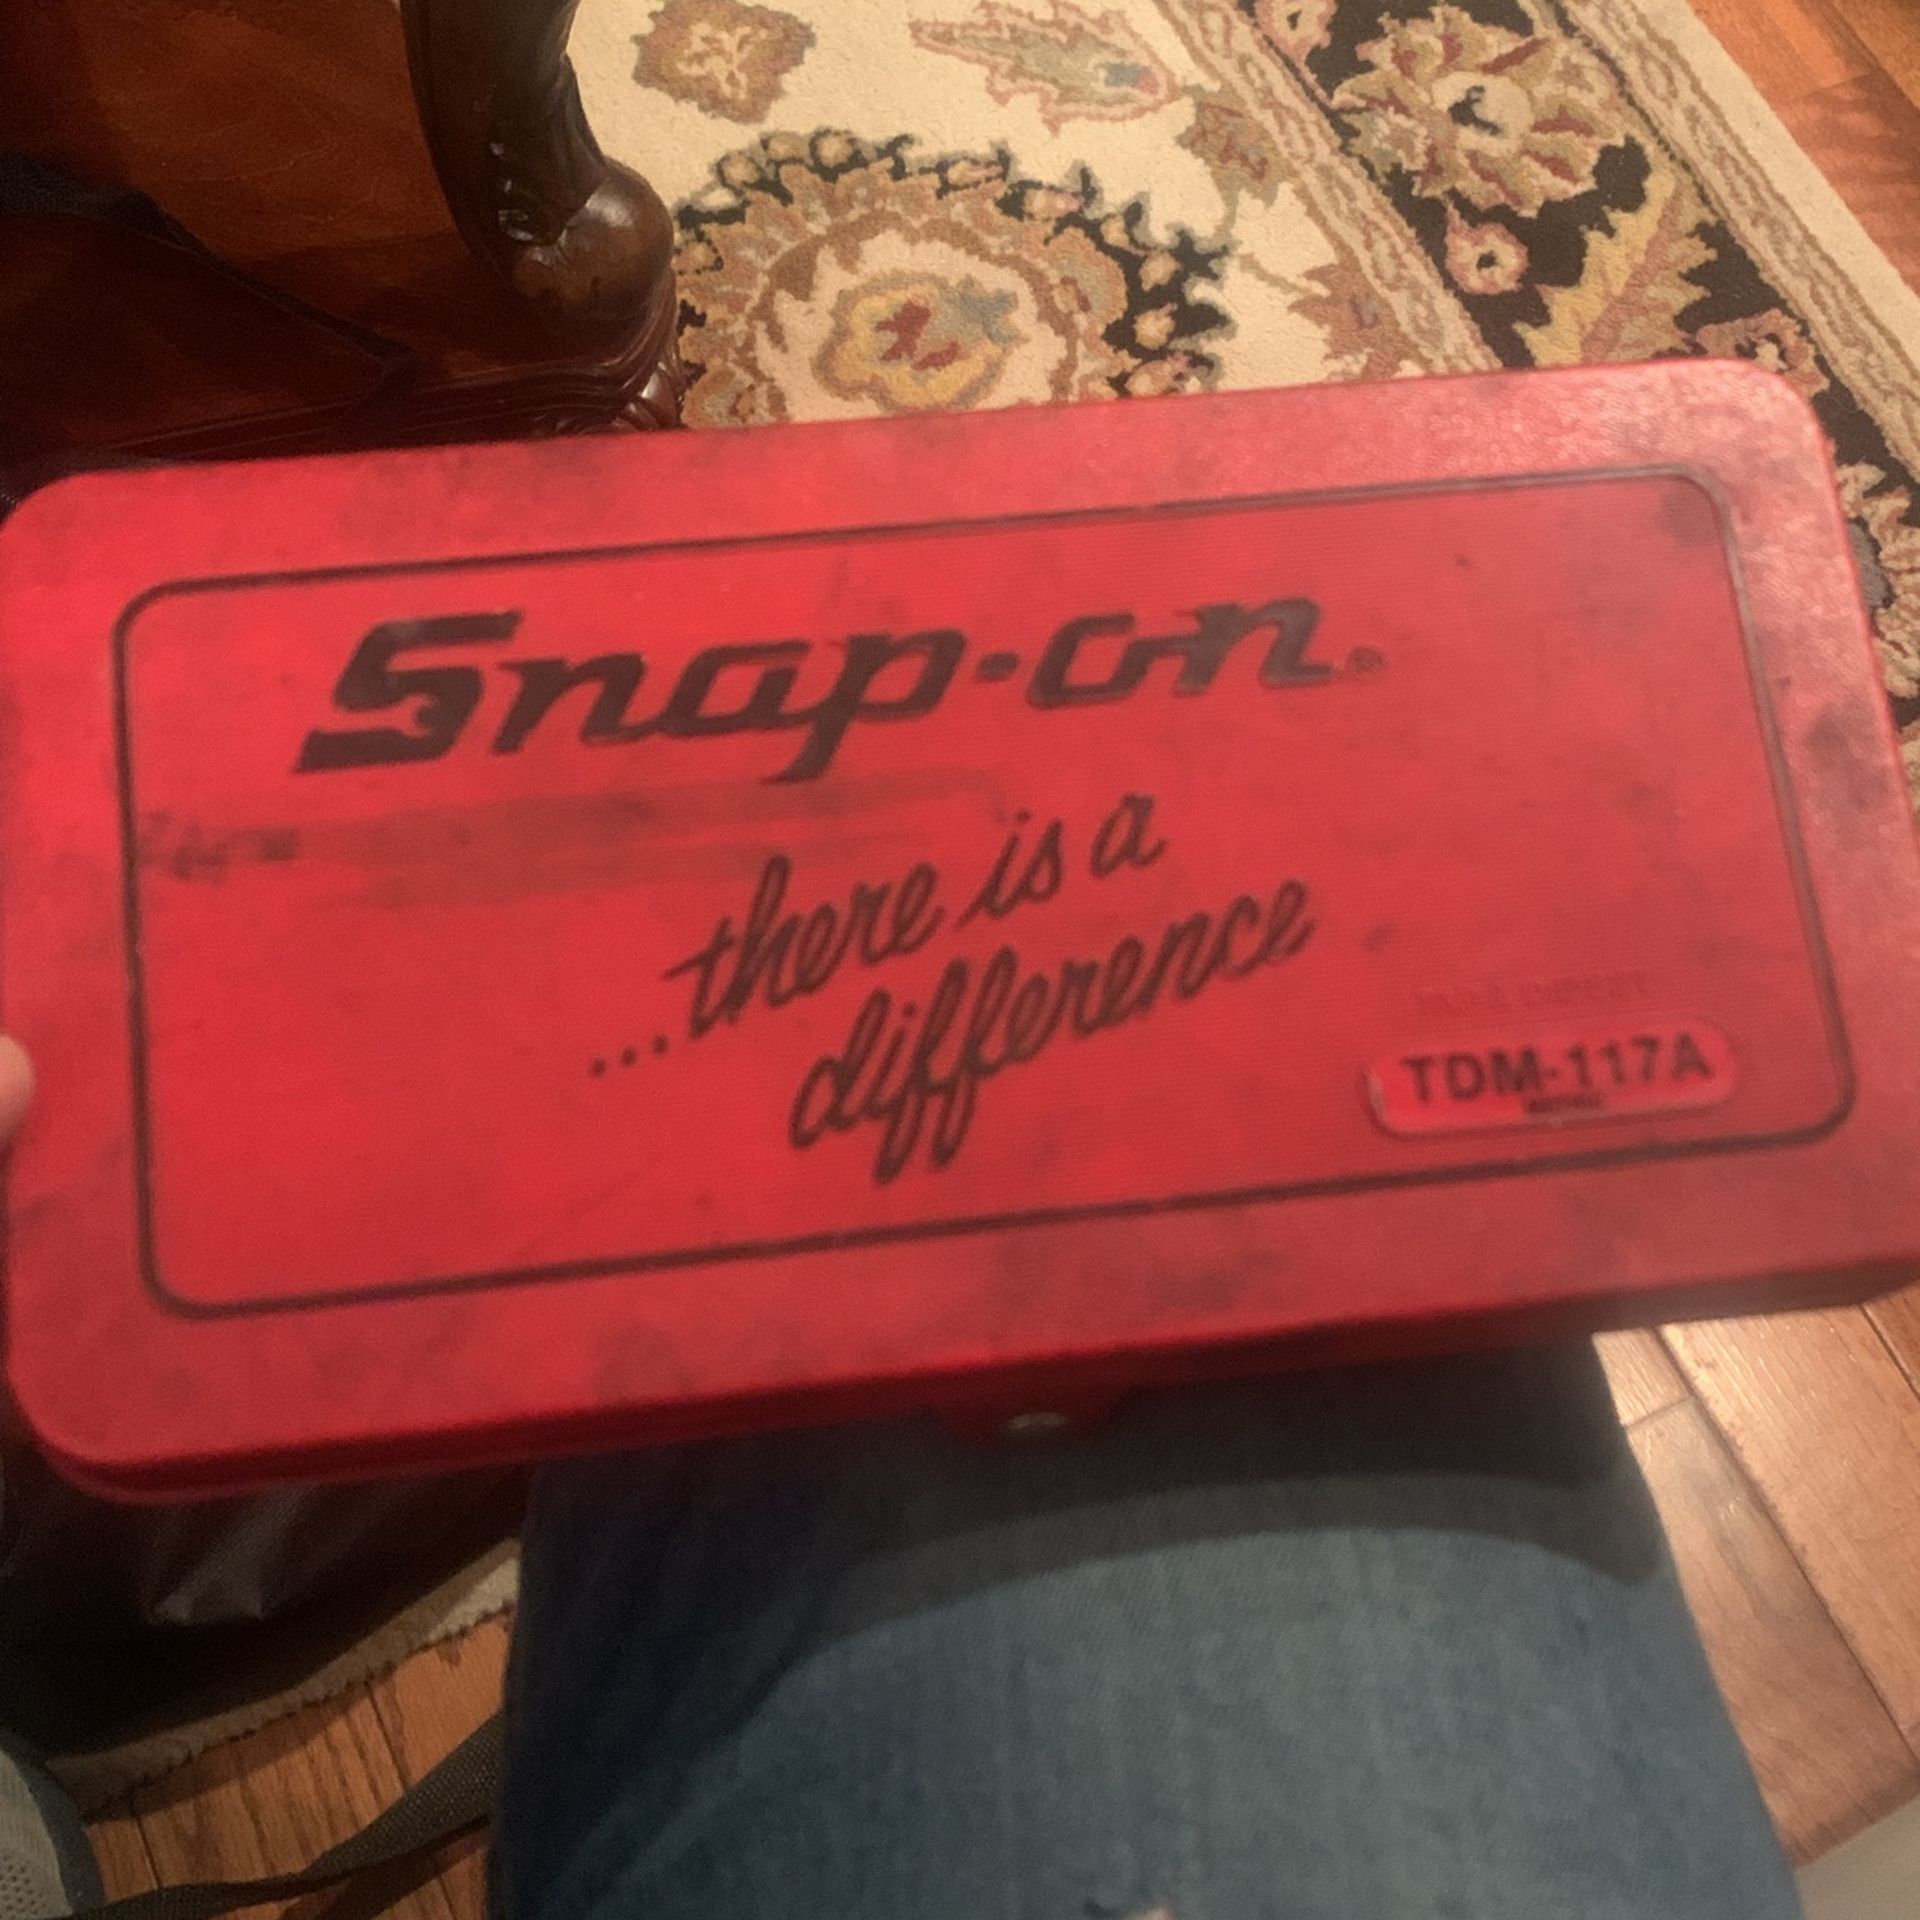 Snap-on®
...there is a
difference
TDM-117A